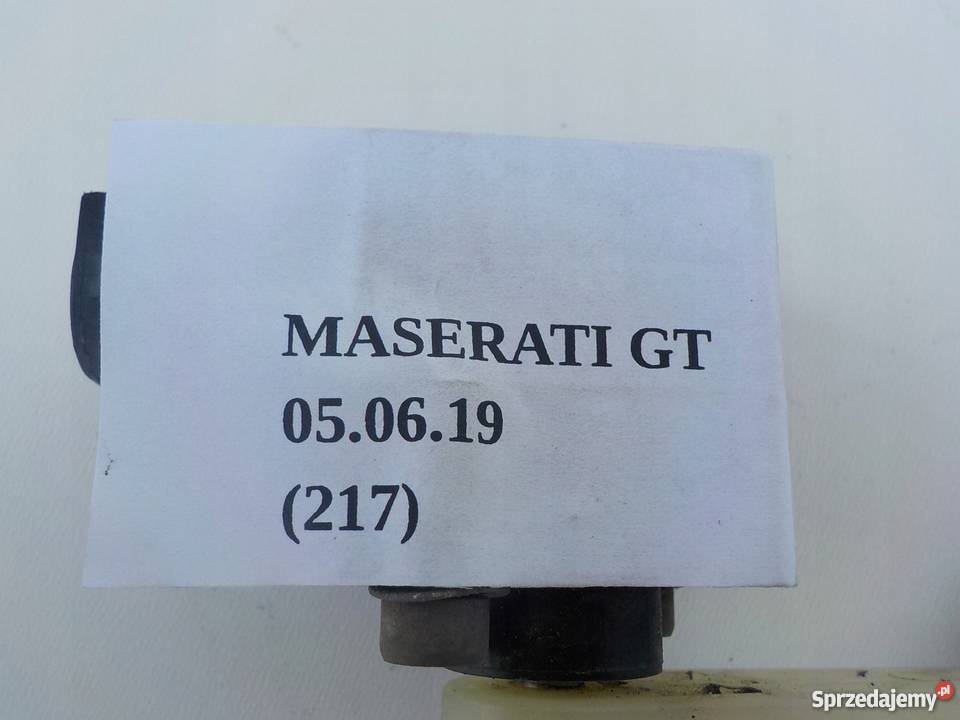 MASERATI GT
05.06.19
(217)
Sprzedajemy.pl